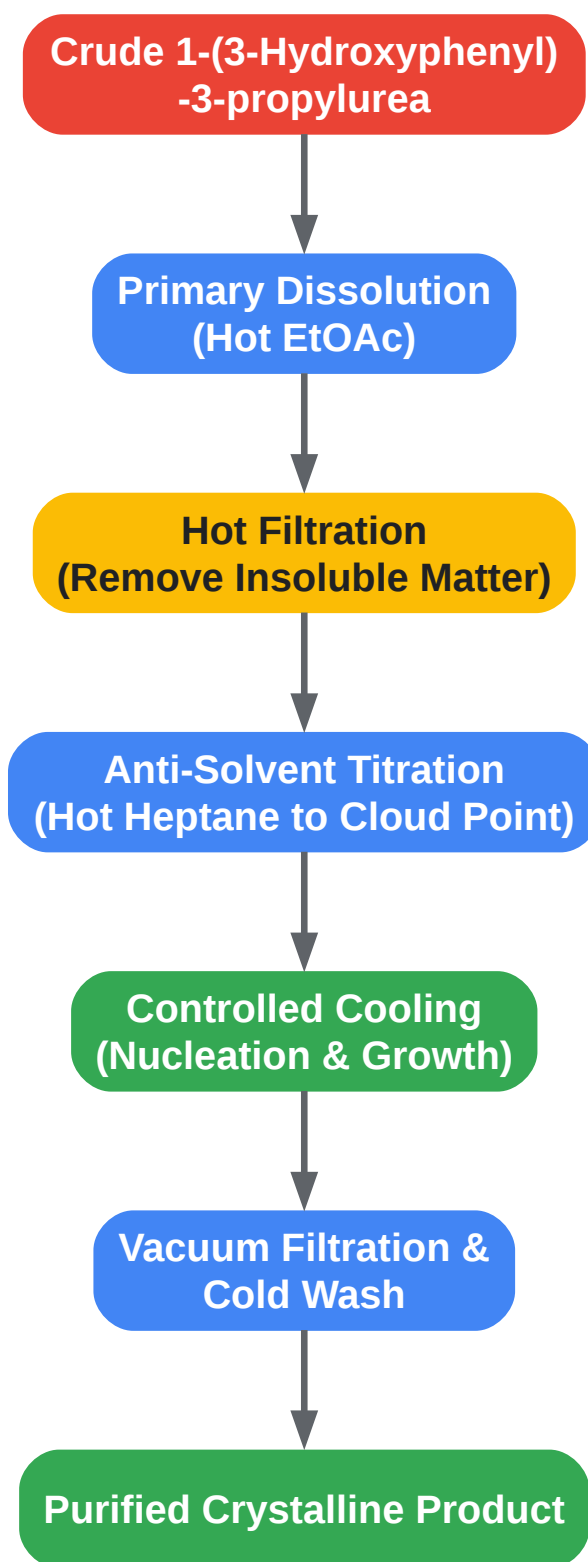 Crude 1-(3-Hydroxyphenyl)
-3-propylurea
Primary Dissolution
(Hot EtOAc)
Hot Filtration
(Remove Insoluble Matter)
Anti-Solvent Titration
(Hot Heptane to Cloud Point)
Controlled Cooling
(Nucleation & Growth)
Vacuum Filtration &
Cold Wash
Purified Crystalline Product